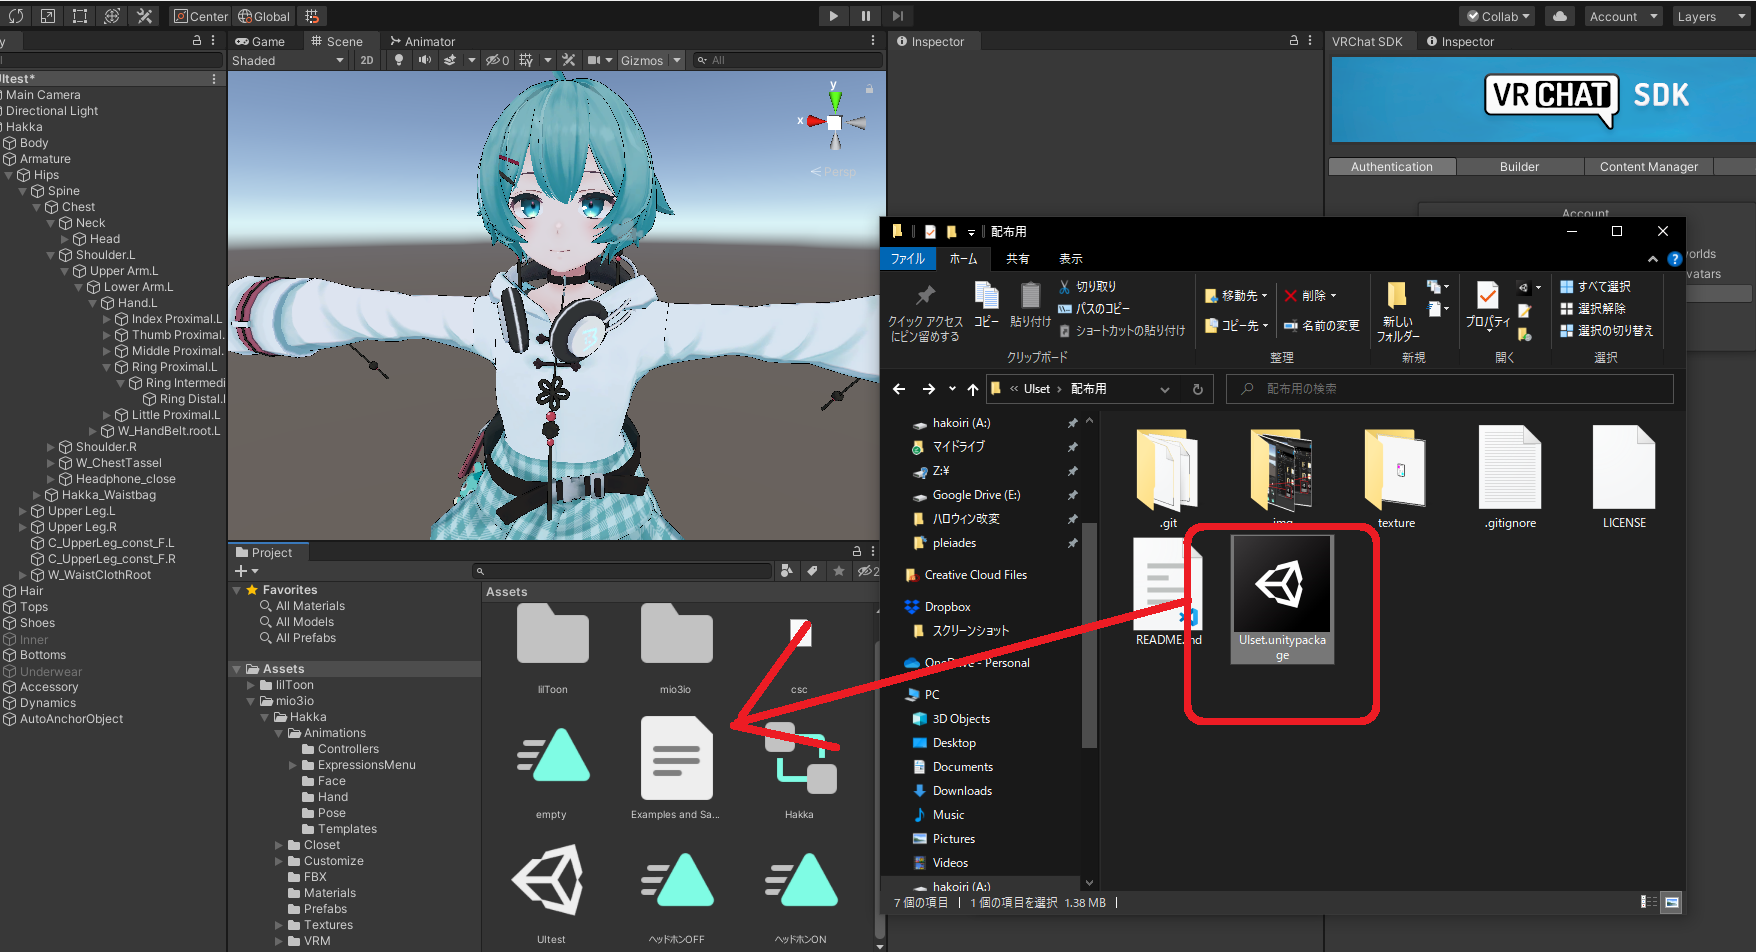 Center
Global
Collab
Account
Layers
Game
Scene
Animator
Inspector
VRChat SDK
Inspector
Shaded
2D
0
Gizmos
All
UItest*
Main Camera
Directional Light
Hakka
Body
Armature
Hips
Spine
Chest
Neck
Head
Shoulder.L
Upper Arm.L
Lower Arm.L
Hand.L
Index Proximal.L
Thumb Proximal.
Middle Proximal.
Ring Proximal.L
Ring Intermedi
Ring Distal.l
Little Proximal.L
W_HandBelt.root.L
Shoulder.R
W_ChestTassel
Headphone_close
Hakka_Waistbag
Upper Leg.L
Upper Leg.R
C_UpperLeg_const_F.L
C_UpperLeg_const_F.R
W_WaistClothRoot
Hair
Tops
Shoes
Inner
Bottoms
Underwear
Accessory
Dynamics
AutoAnchorObject
y
x
Persp
VRCHAT SDK
Authentication
Builder
Content Manager
Account
orlds
vatars
配布用
ファイル
ホーム
共有
表示
クイック アクセス
にピン留めする
コピー
貼り付け
切り取り
パスのコピー
ショートカットの貼り付け
クリップボード
移動先
コピー先
削除
名前の変更
整理
新しい
フォルダー
新規
プロパティ
開く
すべて選択
選択解除
選択の切り替え
選択
UIset
配布用
配布用の検索
hakoiri (A:)
マイドライブ
Z:¥
Google Drive (E:)
ハロウィン改変
pleiades
Creative Cloud Files
Dropbox
スクリーンショット
OneDrive - Personal
PC
3D Objects
Desktop
Documents
Downloads
Music
Pictures
Videos
hakoiri (A:)
.git
img
texture
.gitignore
LICENSE
README.md
UIset.unitypacka
ge
7 個の項目
1 個の項目を選択 1.38 MB
Project
2
Favorites
All Materials
All Models
All Prefabs
Assets
lilToon
mio3io
Hakka
Animations
Controllers
ExpressionsMenu
Face
Hand
Pose
Templates
Closet
Customize
FBX
Materials
Prefabs
Textures
VRM
Assets
lilToon
mio3io
csc
empty
Examples and Sa...
Hakka
UItest
ヘッドホンOFF
ヘッドホンON